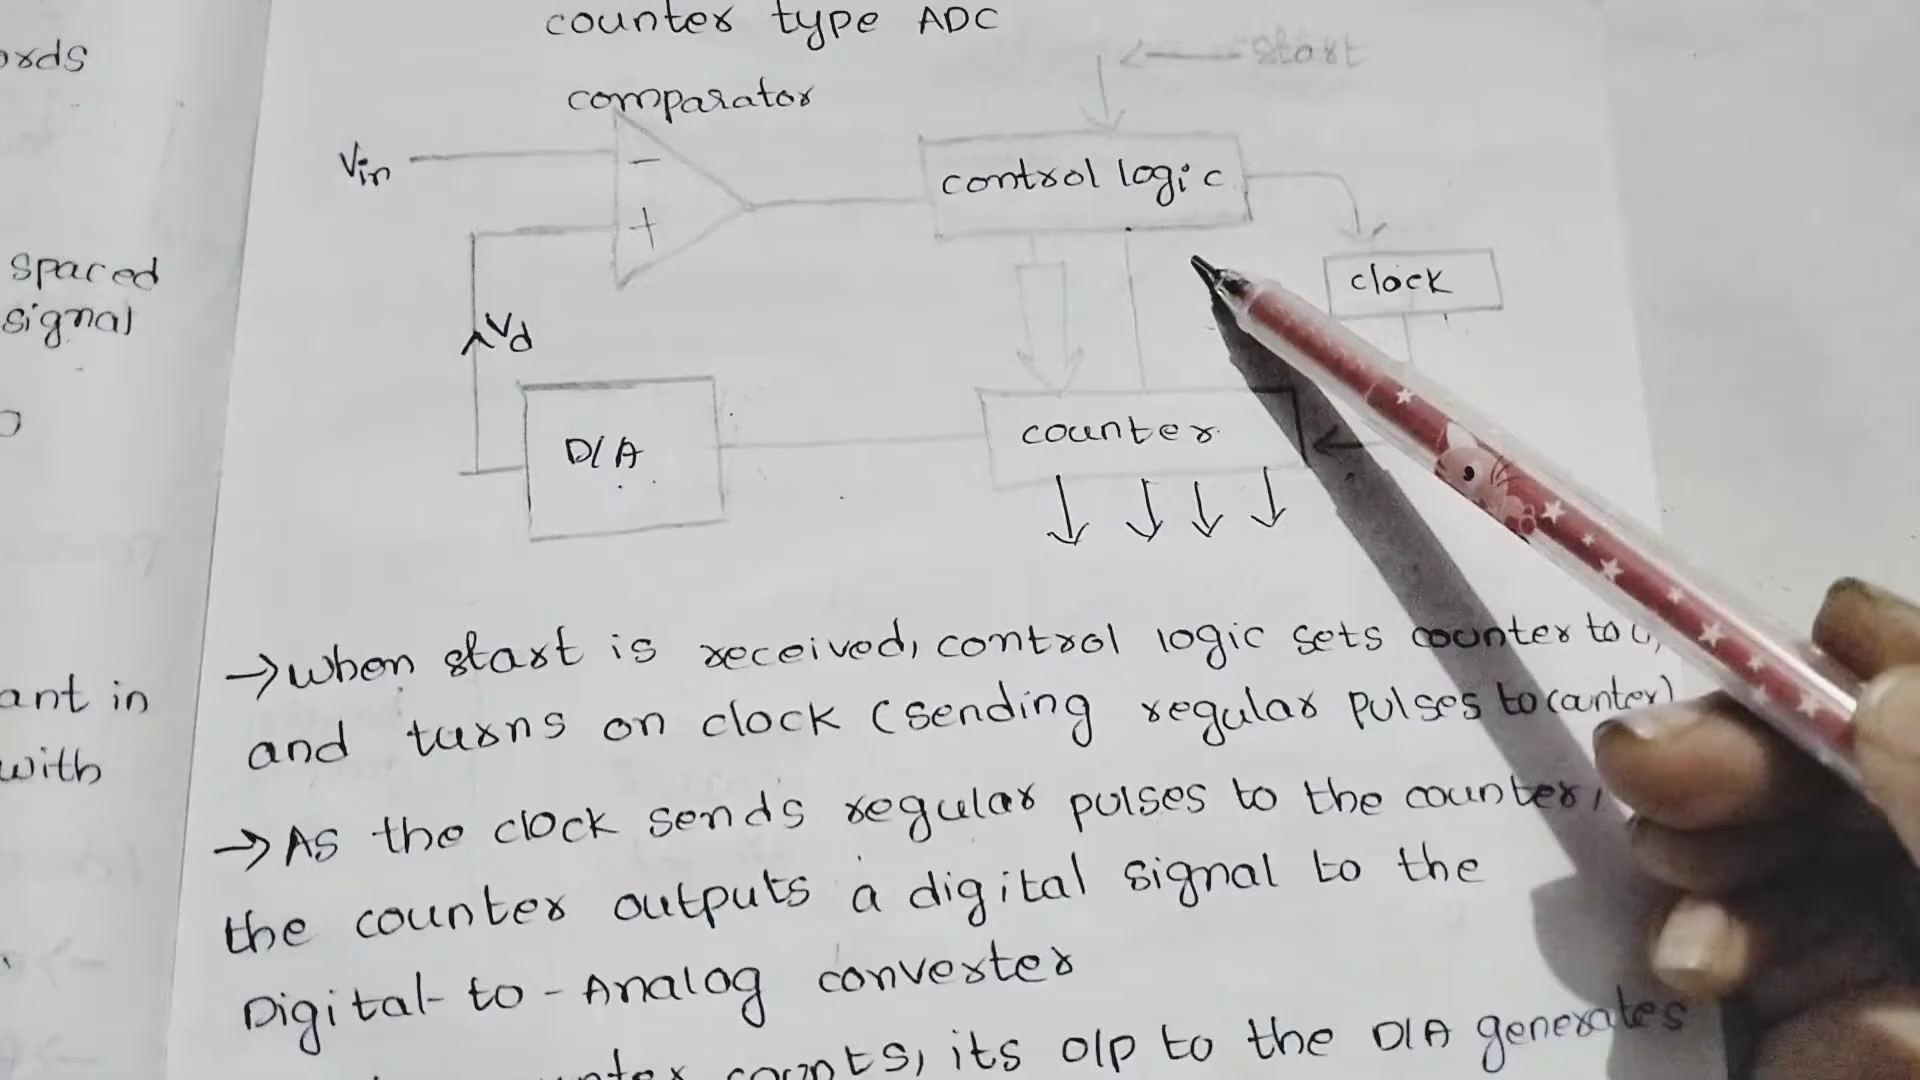 counter type ADC
ords
start
comparator
Vin
−
control logic
+
spaced
clock
signal
Vd
D/A
counter
→ when start is received, control logic sets counter to
ant in
and turns on clock (sending regular pulses to counter)
with
→ As the clock sends regular pulses to the counter,
the counter outputs a digital signal to the
Digital-to-Analog converter
counts, its o/p to the D/A generates